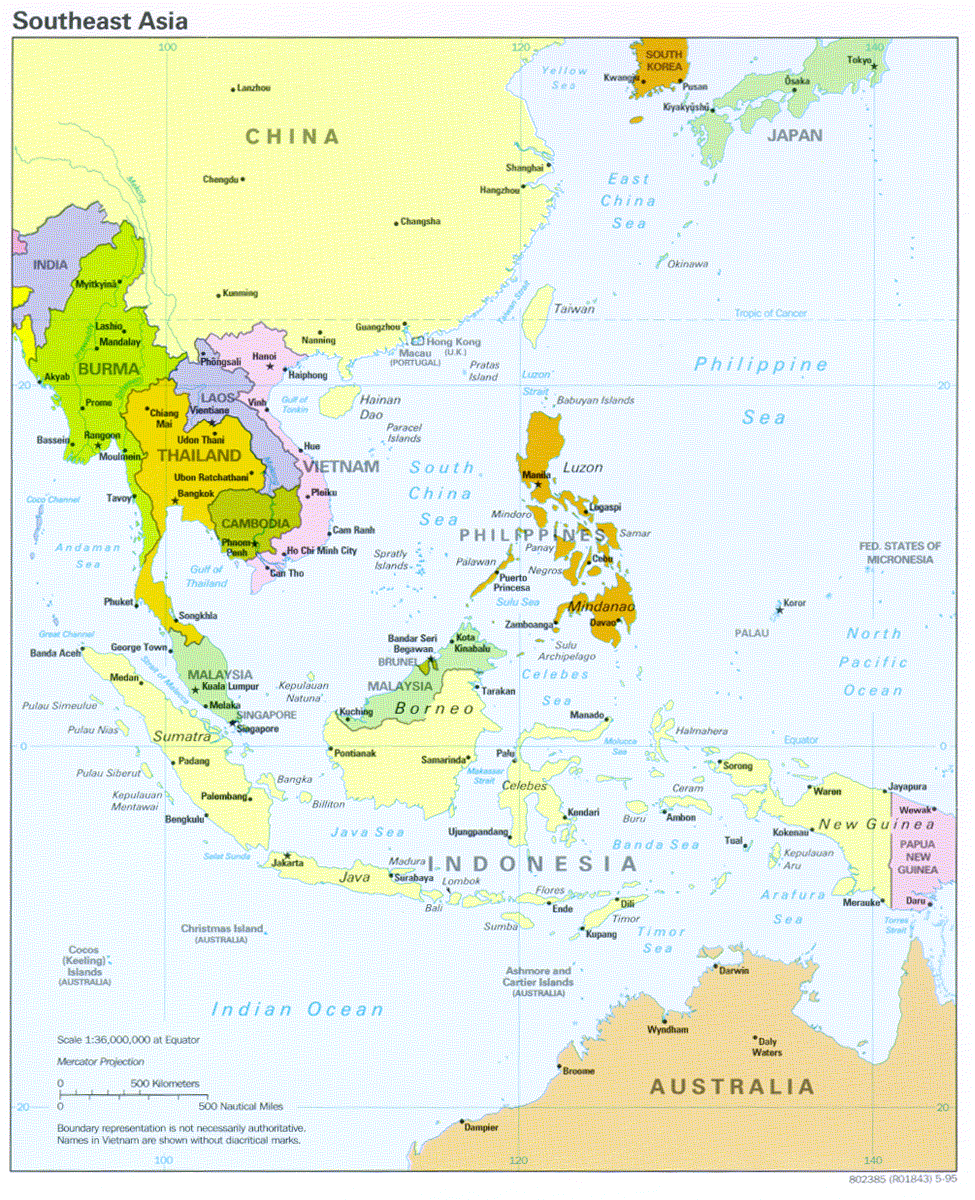 Southeast Asia
100
120
140
SOUTH
KOREA
Kwangju
Pusan
Yellow
Sea
Tokyo
Ōsaka
Kiyakyūshū
JAPAN
Lanzhou
CHINA
Shanghai
Hangzhou
Chengdu
Mekong
East
China
Sea
Changsha
INDIA
Okinawa
Myitkyinā
Kunming
Taiwan Strait
Taiwan
Tropic of Cancer
Lashio
Mandalay
Guangzhou
Nanning
Hong Kong
(U.K.)
Macau
(PORTUGAL)
Phôngsali
Hanoi
Haiphong
BURMA
Pratas
Island
Luzon
Strait
Philippine
Sea
Akyab
20
20
LAOS
Vientiane
Vinh
Gulf of
Tonkin
Hainan
Dao
Babuyan Islands
Prome
Chiang
Mai
Paracel
Islands
Bassein
Rangoon
Moulmein
Udon Thani
Hue
THAILAND
VIETNAM
South
China
Sea
Luzon
Manila
Ubon Ratchathani
Mekong
Pleiku
Coco Channel
Tavoy
Bangkok
Mindoro
Legaspi
CAMBODIA
Cam Ranh
PHILIPPINES
Samar
Andaman
Sea
Phnom
Penh
Ho Chi Minh City
Spratly
Islands
Panay
Cebu
Palawan
Negros
FED. STATES OF
MICRONESIA
Gulf of
Thailand
Can Tho
Puerto
Princesa
Phuket
Songkhla
Sulu Sea
Mindanao
Koror
Zamboanga
Davao
PALAU
Great Channel
Banda Aceh
George Town
Bandar Seri
Begawan
Kota
Kinabalu
Sulu
Archipelago
North
Pacific
Ocean
BRUNEI
Strait of Malacca
Medan
MALAYSIA
Kuala Lumpur
Kepulauan
Natuna
MALAYSIA
Tarakan
Celebes
Sea
Pulau Simeulue
Melaka
SINGAPORE
Singapore
Kuching
Borneo
Manado
Pulau Nias
Sumatra
Halmahera
0
Pontianak
Samarinda
Palu
Molucca
Sea
Equator
0
Padang
Pulau Siberut
Bangka
Makassar
Strait
Celebes
Sorong
Kepulauan
Mentawai
Palembang
Billiton
Ceram
Waren
Jayapura
Bengkulu
Kendari
Buru
Ambon
Wewak
Java Sea
Ujungpandang
Banda Sea
Kokenau
New Guinea
Tual
Kepulauan
Aru
PAPUA
NEW
GUINEA
Selat Sunda
Jakarta
Java
Madura
Surabaya
INDONESIA
Lombok
Bali
Flores
Ende
Dili
Timor
Sumba
Kupang
Arafura
Sea
Merauke
Daru
Torres
Strait
Christmas Island
(AUSTRALIA)
Timor
Sea
Cocos
(Keeling)
Islands
(AUSTRALIA)
Ashmore and
Cartier Islands
(AUSTRALIA)
Darwin
Indian Ocean
Wyndham
Daly
Waters
Scale 1:36,000,000 at Equator
Mercator Projection
0
500 Kilometers
0
500 Nautical Miles
Broome
AUSTRALIA
20
20
Dampier
Boundary representation is not necessarily authoritative.
Names in Vietnam are shown without diacritical marks.
100
120
140
802385 (R01843) 5-95